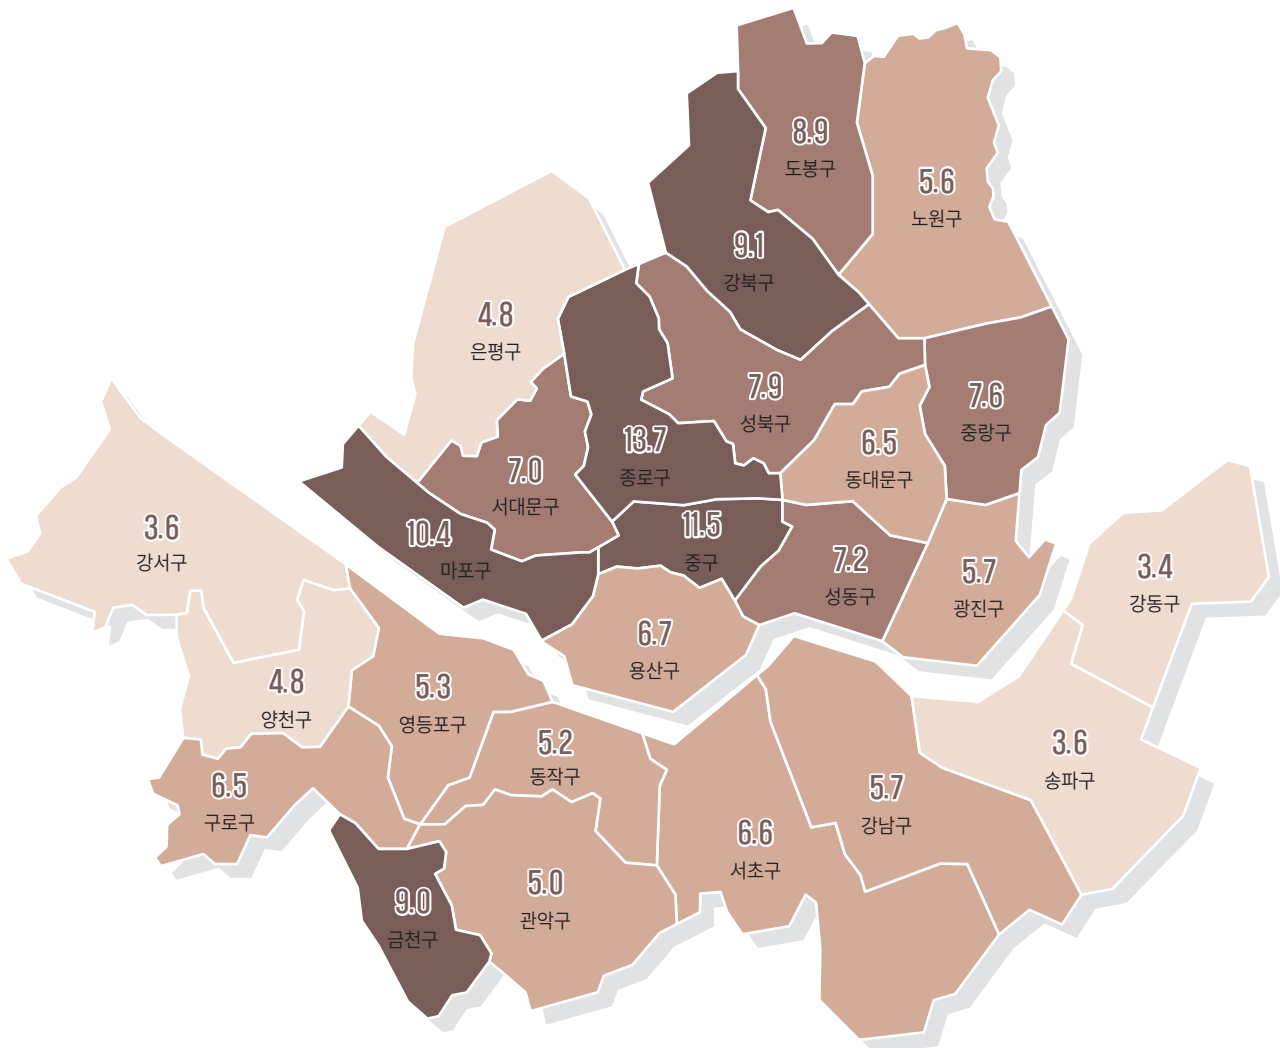 8.9
도봉구
5.6
노원구
9.1
강북구
4.8
은평구
7.9
성북구
7.6
중랑구
13.7
종로구
6.5
동대문구
7.0
서대문구
10.4
마포구
11.5
중구
3.6
강서구
7.2
성동구
5.7
광진구
3.4
강동구
6.7
용산구
4.8
양천구
5.3
영등포구
5.2
동작구
3.6
송파구
6.5
구로구
5.7
강남구
6.6
서초구
5.0
관악구
9.0
금천구